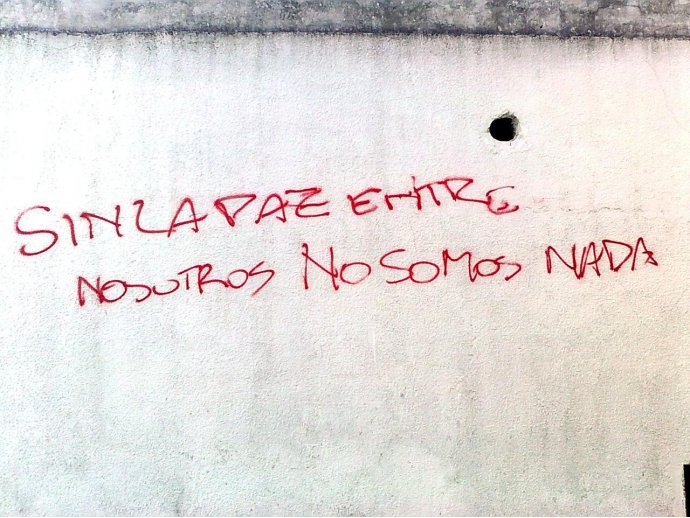 SIN LA PAZ ENTRE
NOSOTROS NO SOMOS NADA